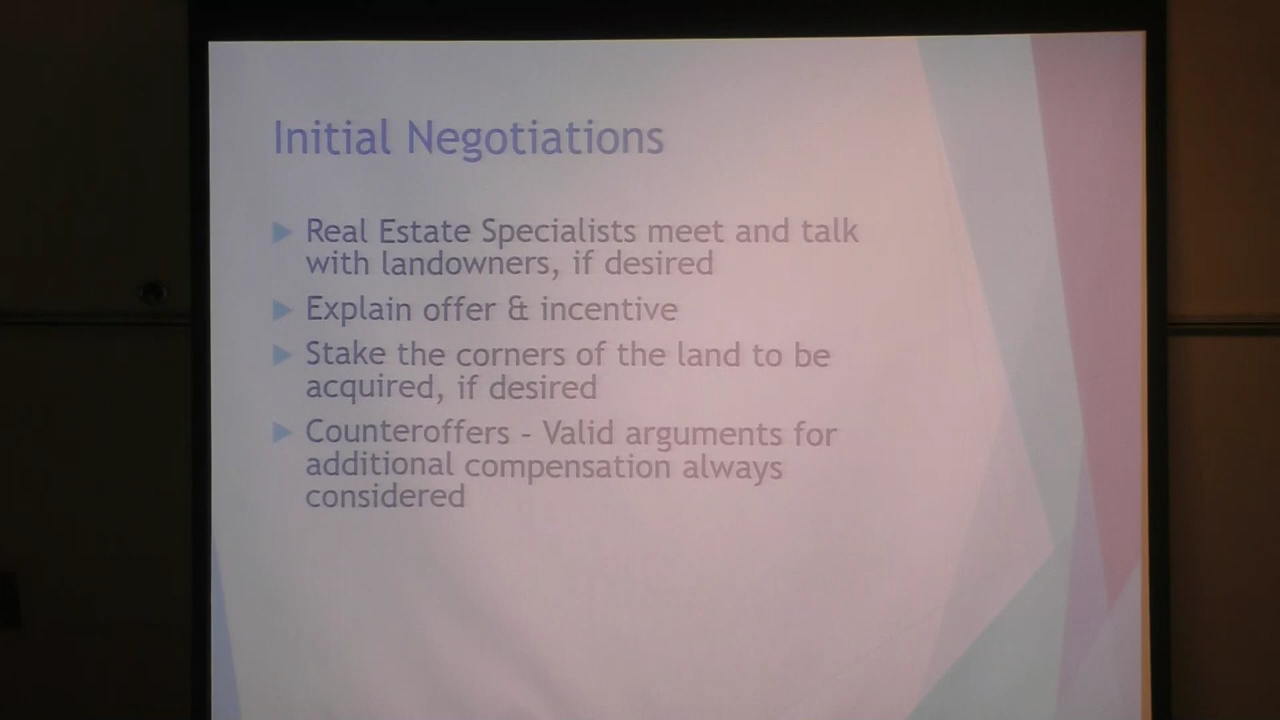 Initial Negotiations
Real Estate Specialists meet and talk
with landowners, if desired
Explain offer & incentive
Stake the corners of the land to be
acquired, if desired
Counteroffers - Valid arguments for
additional compensation always
considered